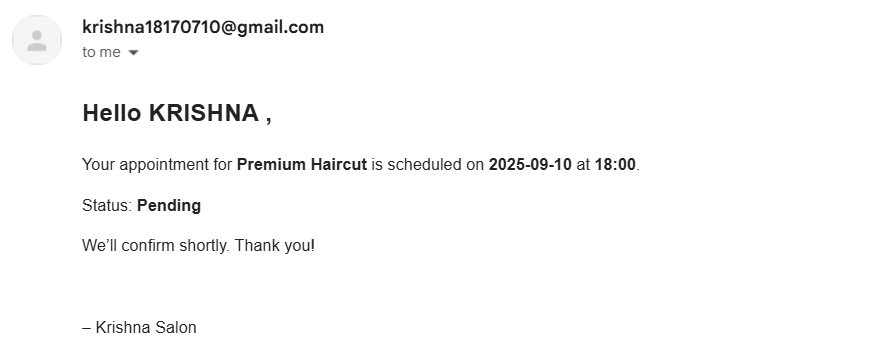 krishna18170710@gmail.com
to me
Hello KRISHNA ,
Your appointment for Premium Haircut is scheduled on 2025-09-10 at 18:00.
Status: Pending
We’ll confirm shortly. Thank you!
– Krishna Salon